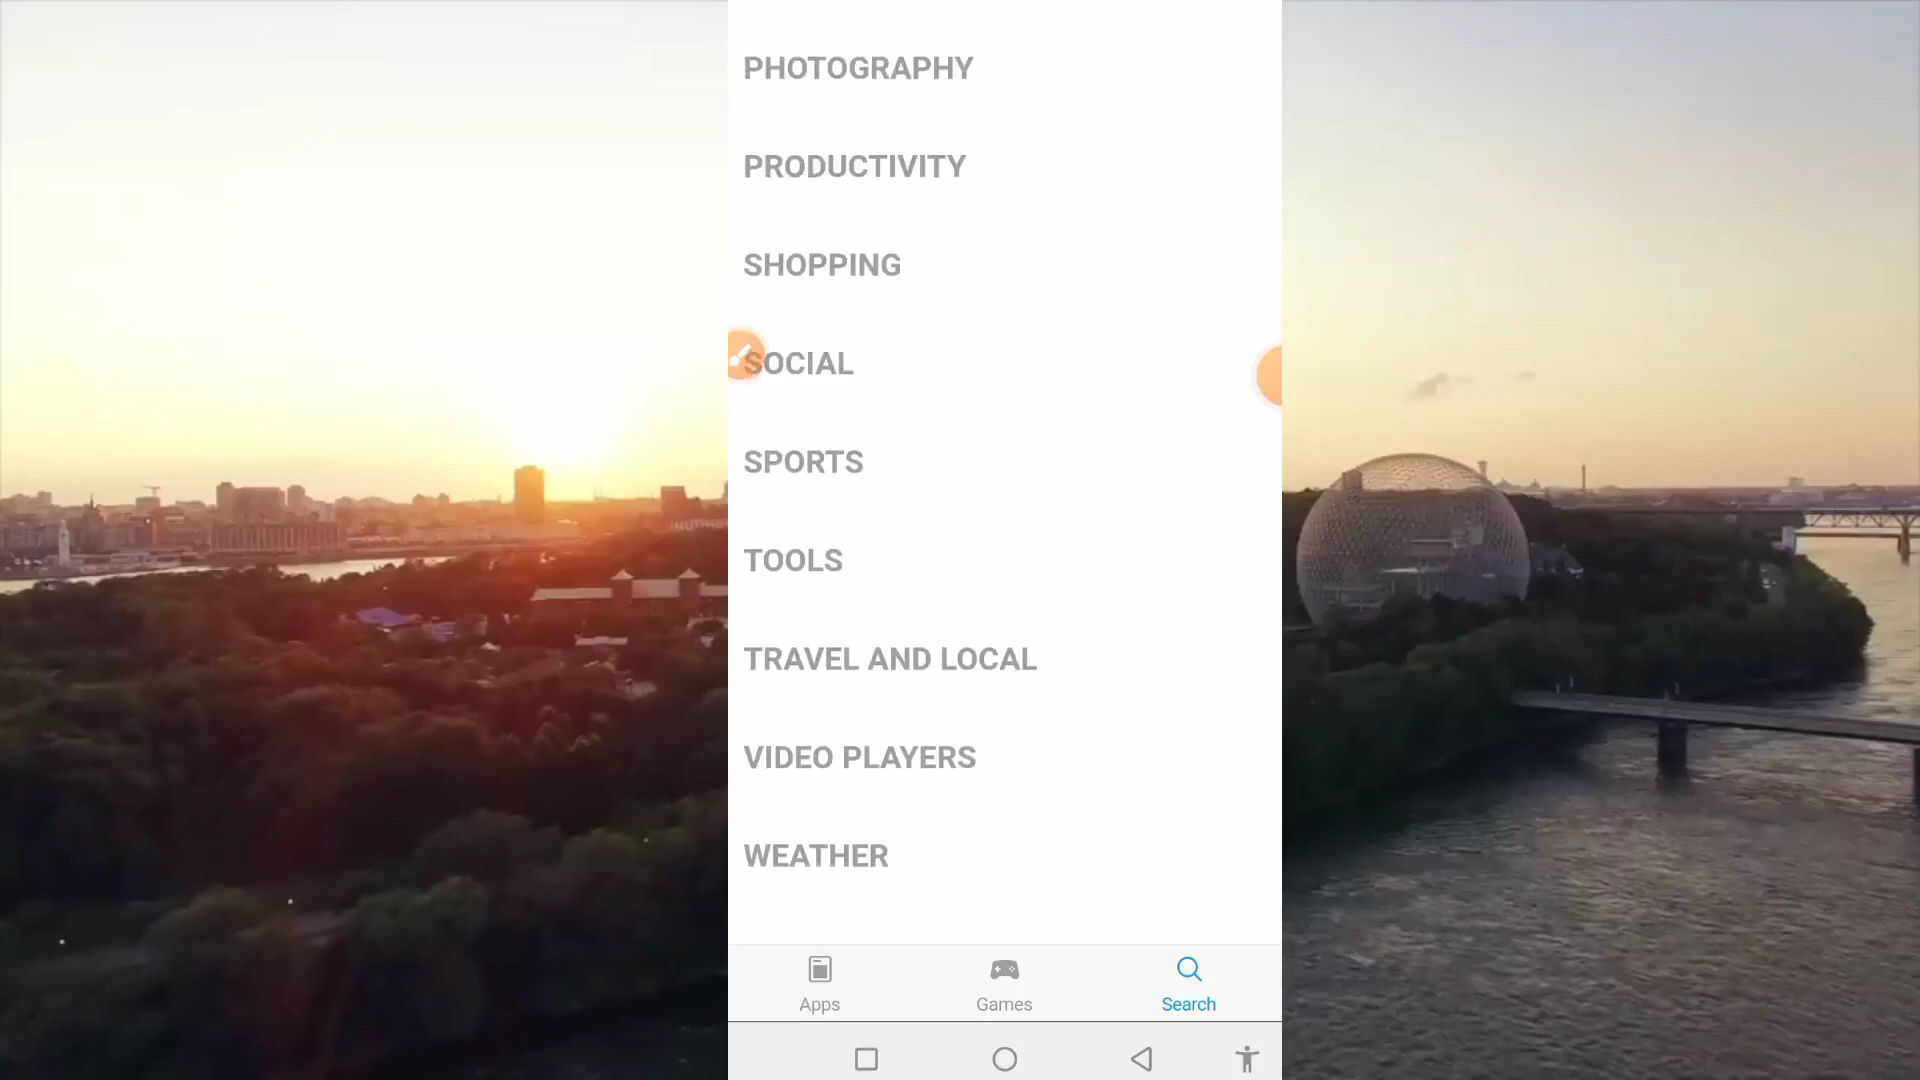 PHOTOGRAPHY
PRODUCTIVITY
SHOPPING
SOCIAL
SPORTS
TOOLS
TRAVEL AND LOCAL
VIDEO PLAYERS
WEATHER
Apps
Games
Search